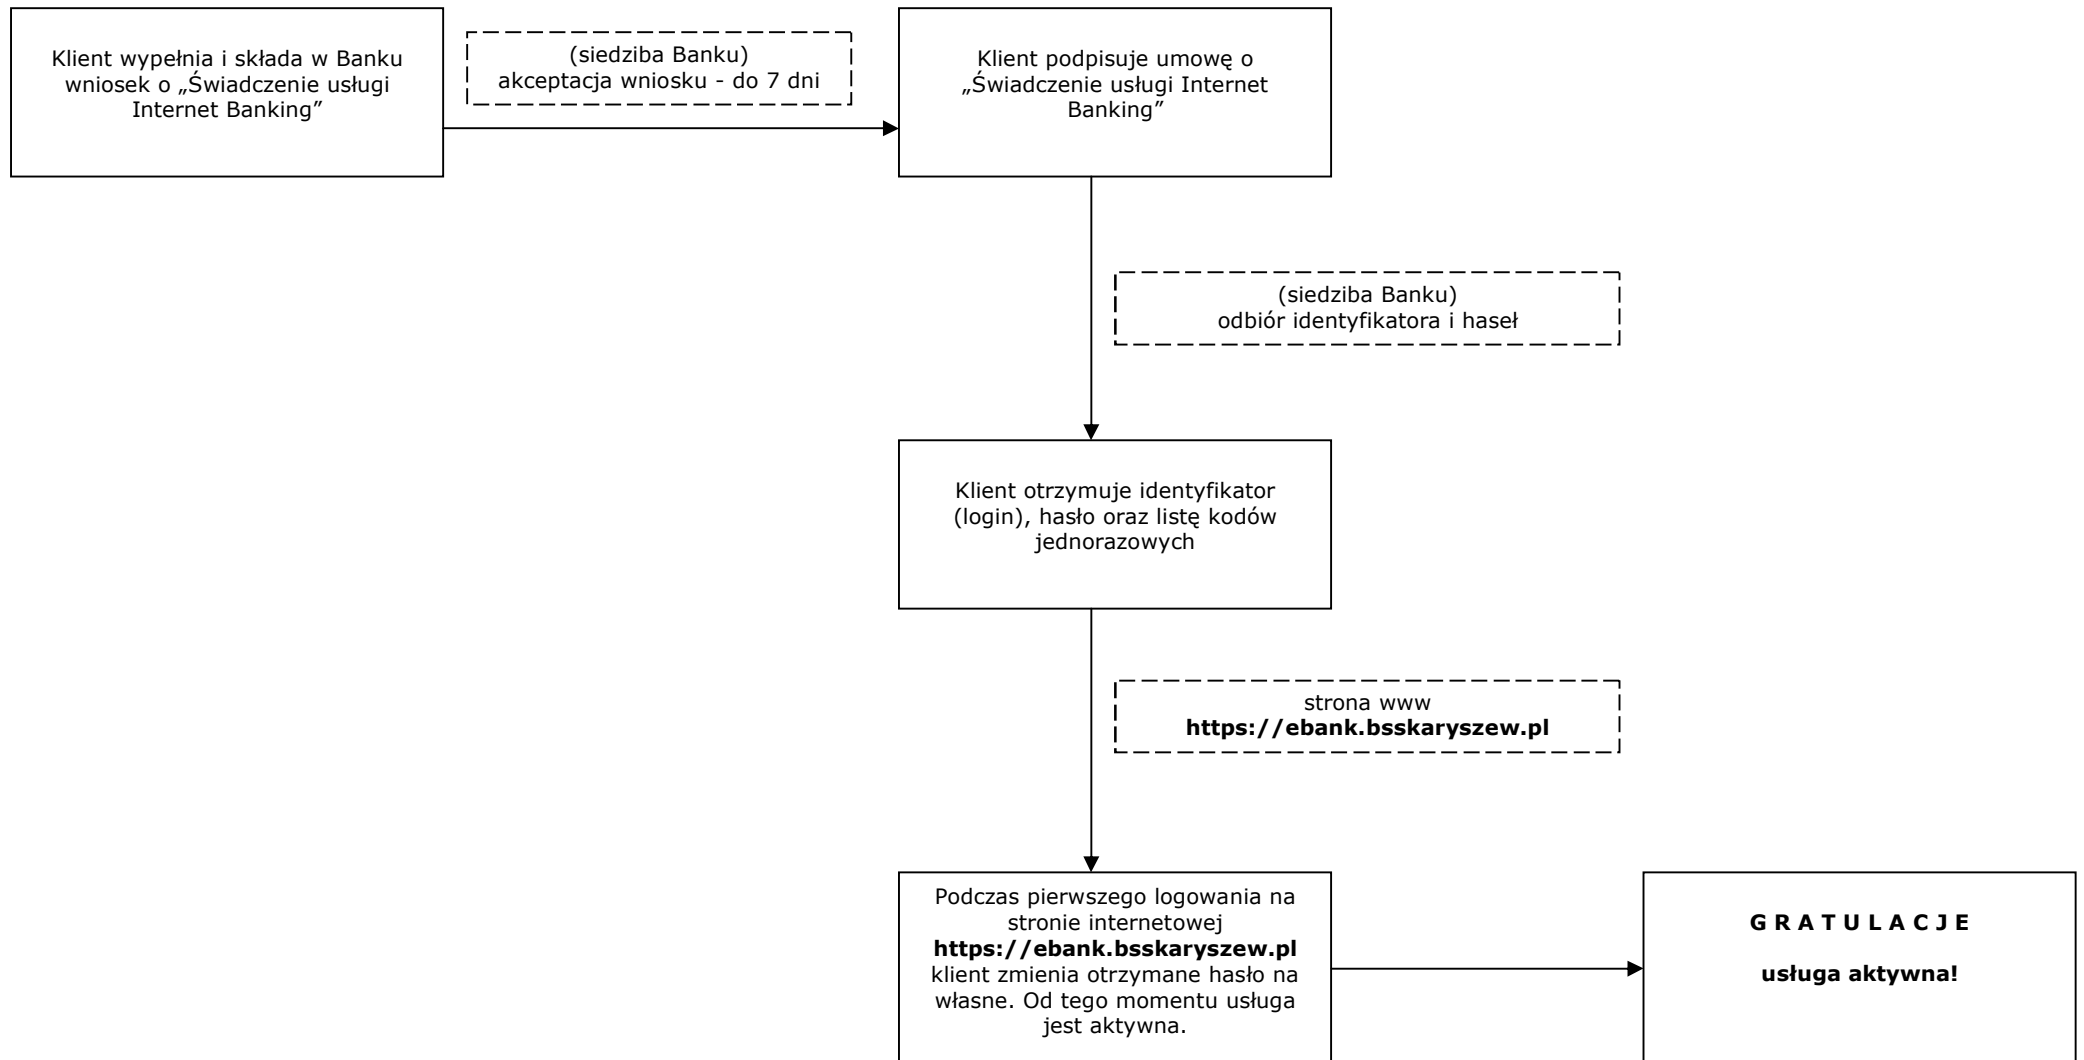 Klient wypełnia i składa w Banku
wniosek o „Świadczenie usługi
Internet Banking”
(siedziba Banku)
akceptacja wniosku - do 7 dni
Klient podpisuje umowę o
„Świadczenie usługi Internet
Banking”
(siedziba Banku)
odbiór identyfikatora i haseł
Klient otrzymuje identyfikator
(login), hasło oraz listę kodów
jednorazowych
strona www
https://ebank.bsskaryszew.pl
Podczas pierwszego logowania na
stronie internetowej
https://ebank.bsskaryszew.pl
klient zmienia otrzymane hasło na
własne. Od tego momentu usługa
jest aktywna.
G R A T U L A C J E
usługa aktywna!